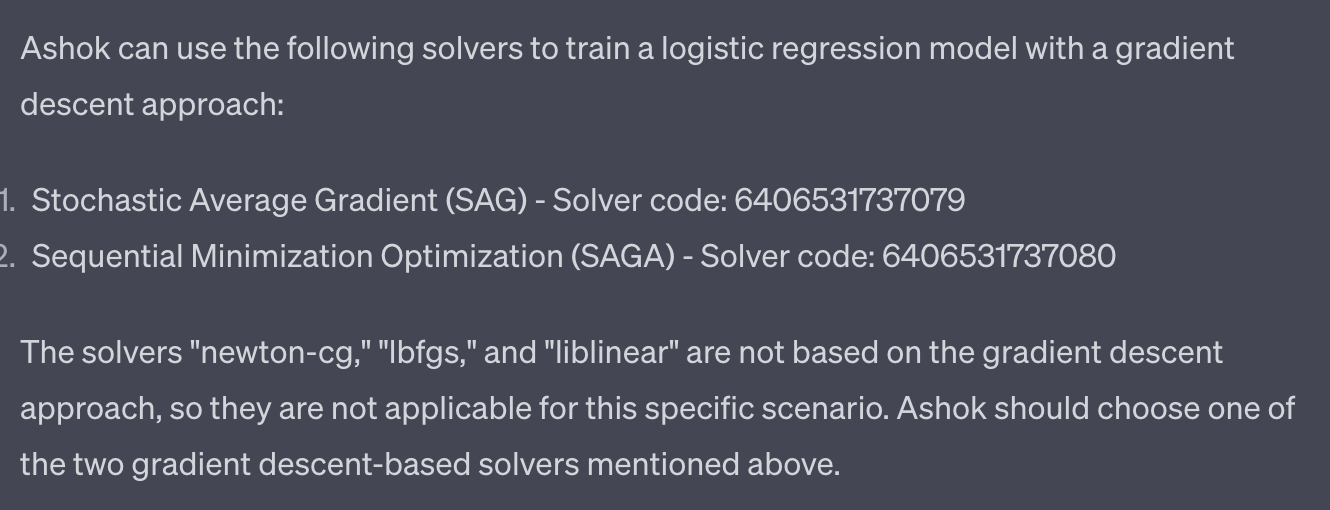 Ashok can use the following solvers to train a logistic regression model with a gradient
descent approach:
1. Stochastic Average Gradient (SAG) - Solver code: 6406531737079
2. Sequential Minimization Optimization (SAGA) - Solver code: 6406531737080
The solvers "newton-cg," "lbfgs," and "liblinear" are not based on the gradient descent
approach, so they are not applicable for this specific scenario. Ashok should choose one of
the two gradient descent-based solvers mentioned above.